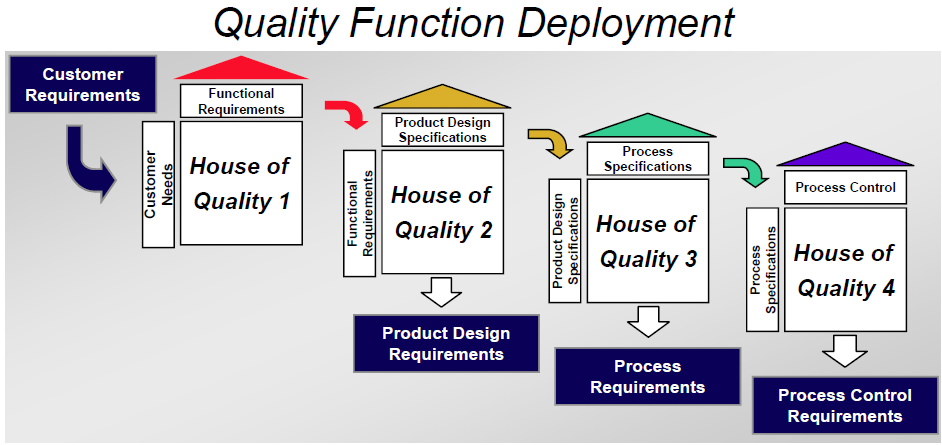 Quality Function Deployment
Customer
Requirements
Functional
Requirements
Customer
Needs
House of
Quality 1
Product Design
Specifications
Functional
Requirements
House of
Quality 2
Product Design
Requirements
Process
Specifications
Product Design
Specifications
House of
Quality 3
Process
Requirements
Process Control
Process
Specifications
House of
Quality 4
Process Control
Requirements